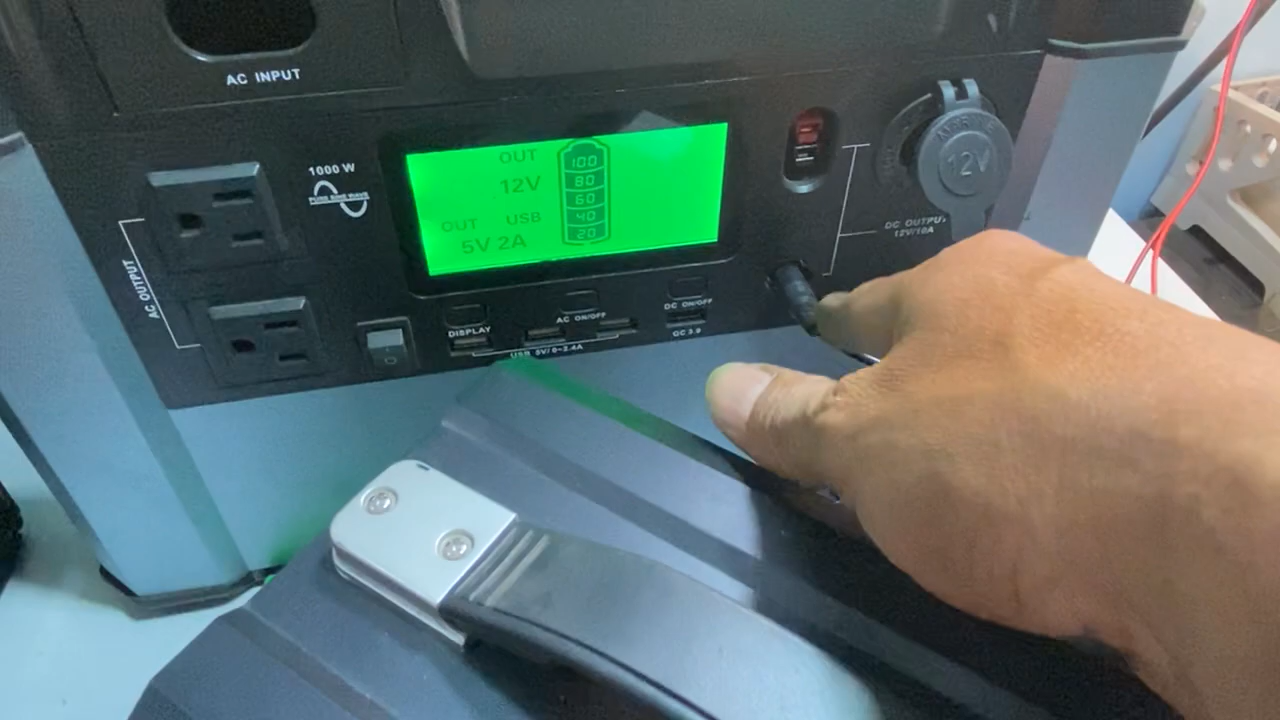 AC INPUT
1000 W
PURE SINE WAVE
AC OUTPUT
OUT
12V
OUT USB
5V 2A
100
80
60
40
20
12V
DC OUTPUT
12V/10A
DISPLAY
AC ON/OFF
DC ON/OFF
USB 5V/0-2.4A
QC 3.0